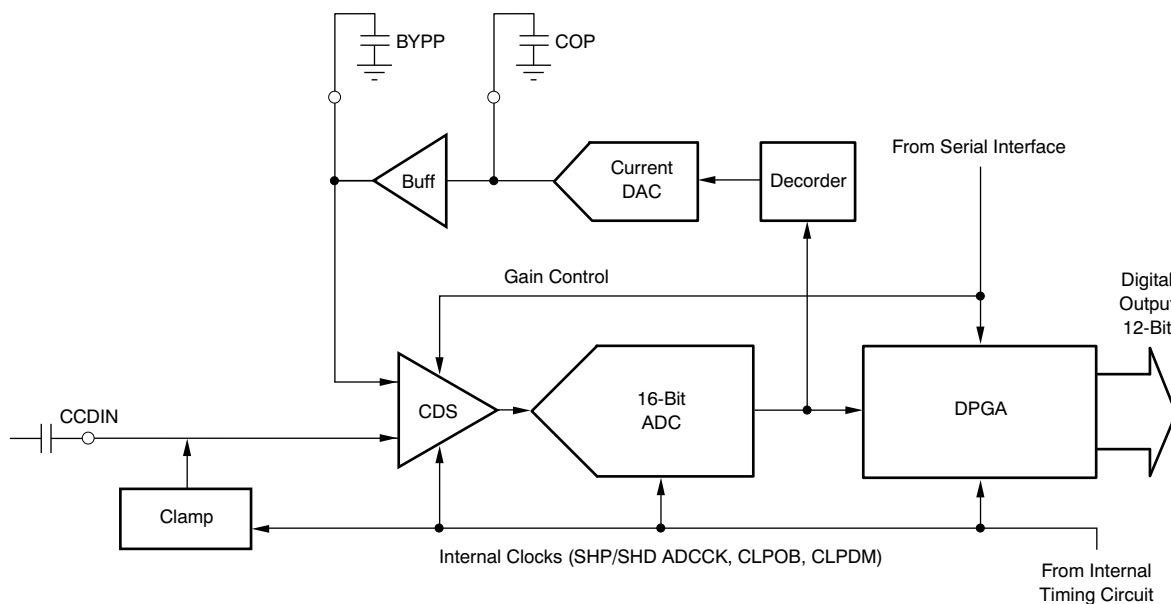 BYPP
COP
From Serial Interface
Buff
Current
DAC
Decorder
Gain Control
Digital
Output
12-Bit
CCDIN
CDS
16-Bit
ADC
DPGA
Clamp
Internal Clocks (SHP/SHD ADCCK, CLPOB, CLPDM)
From Internal
Timing Circuit